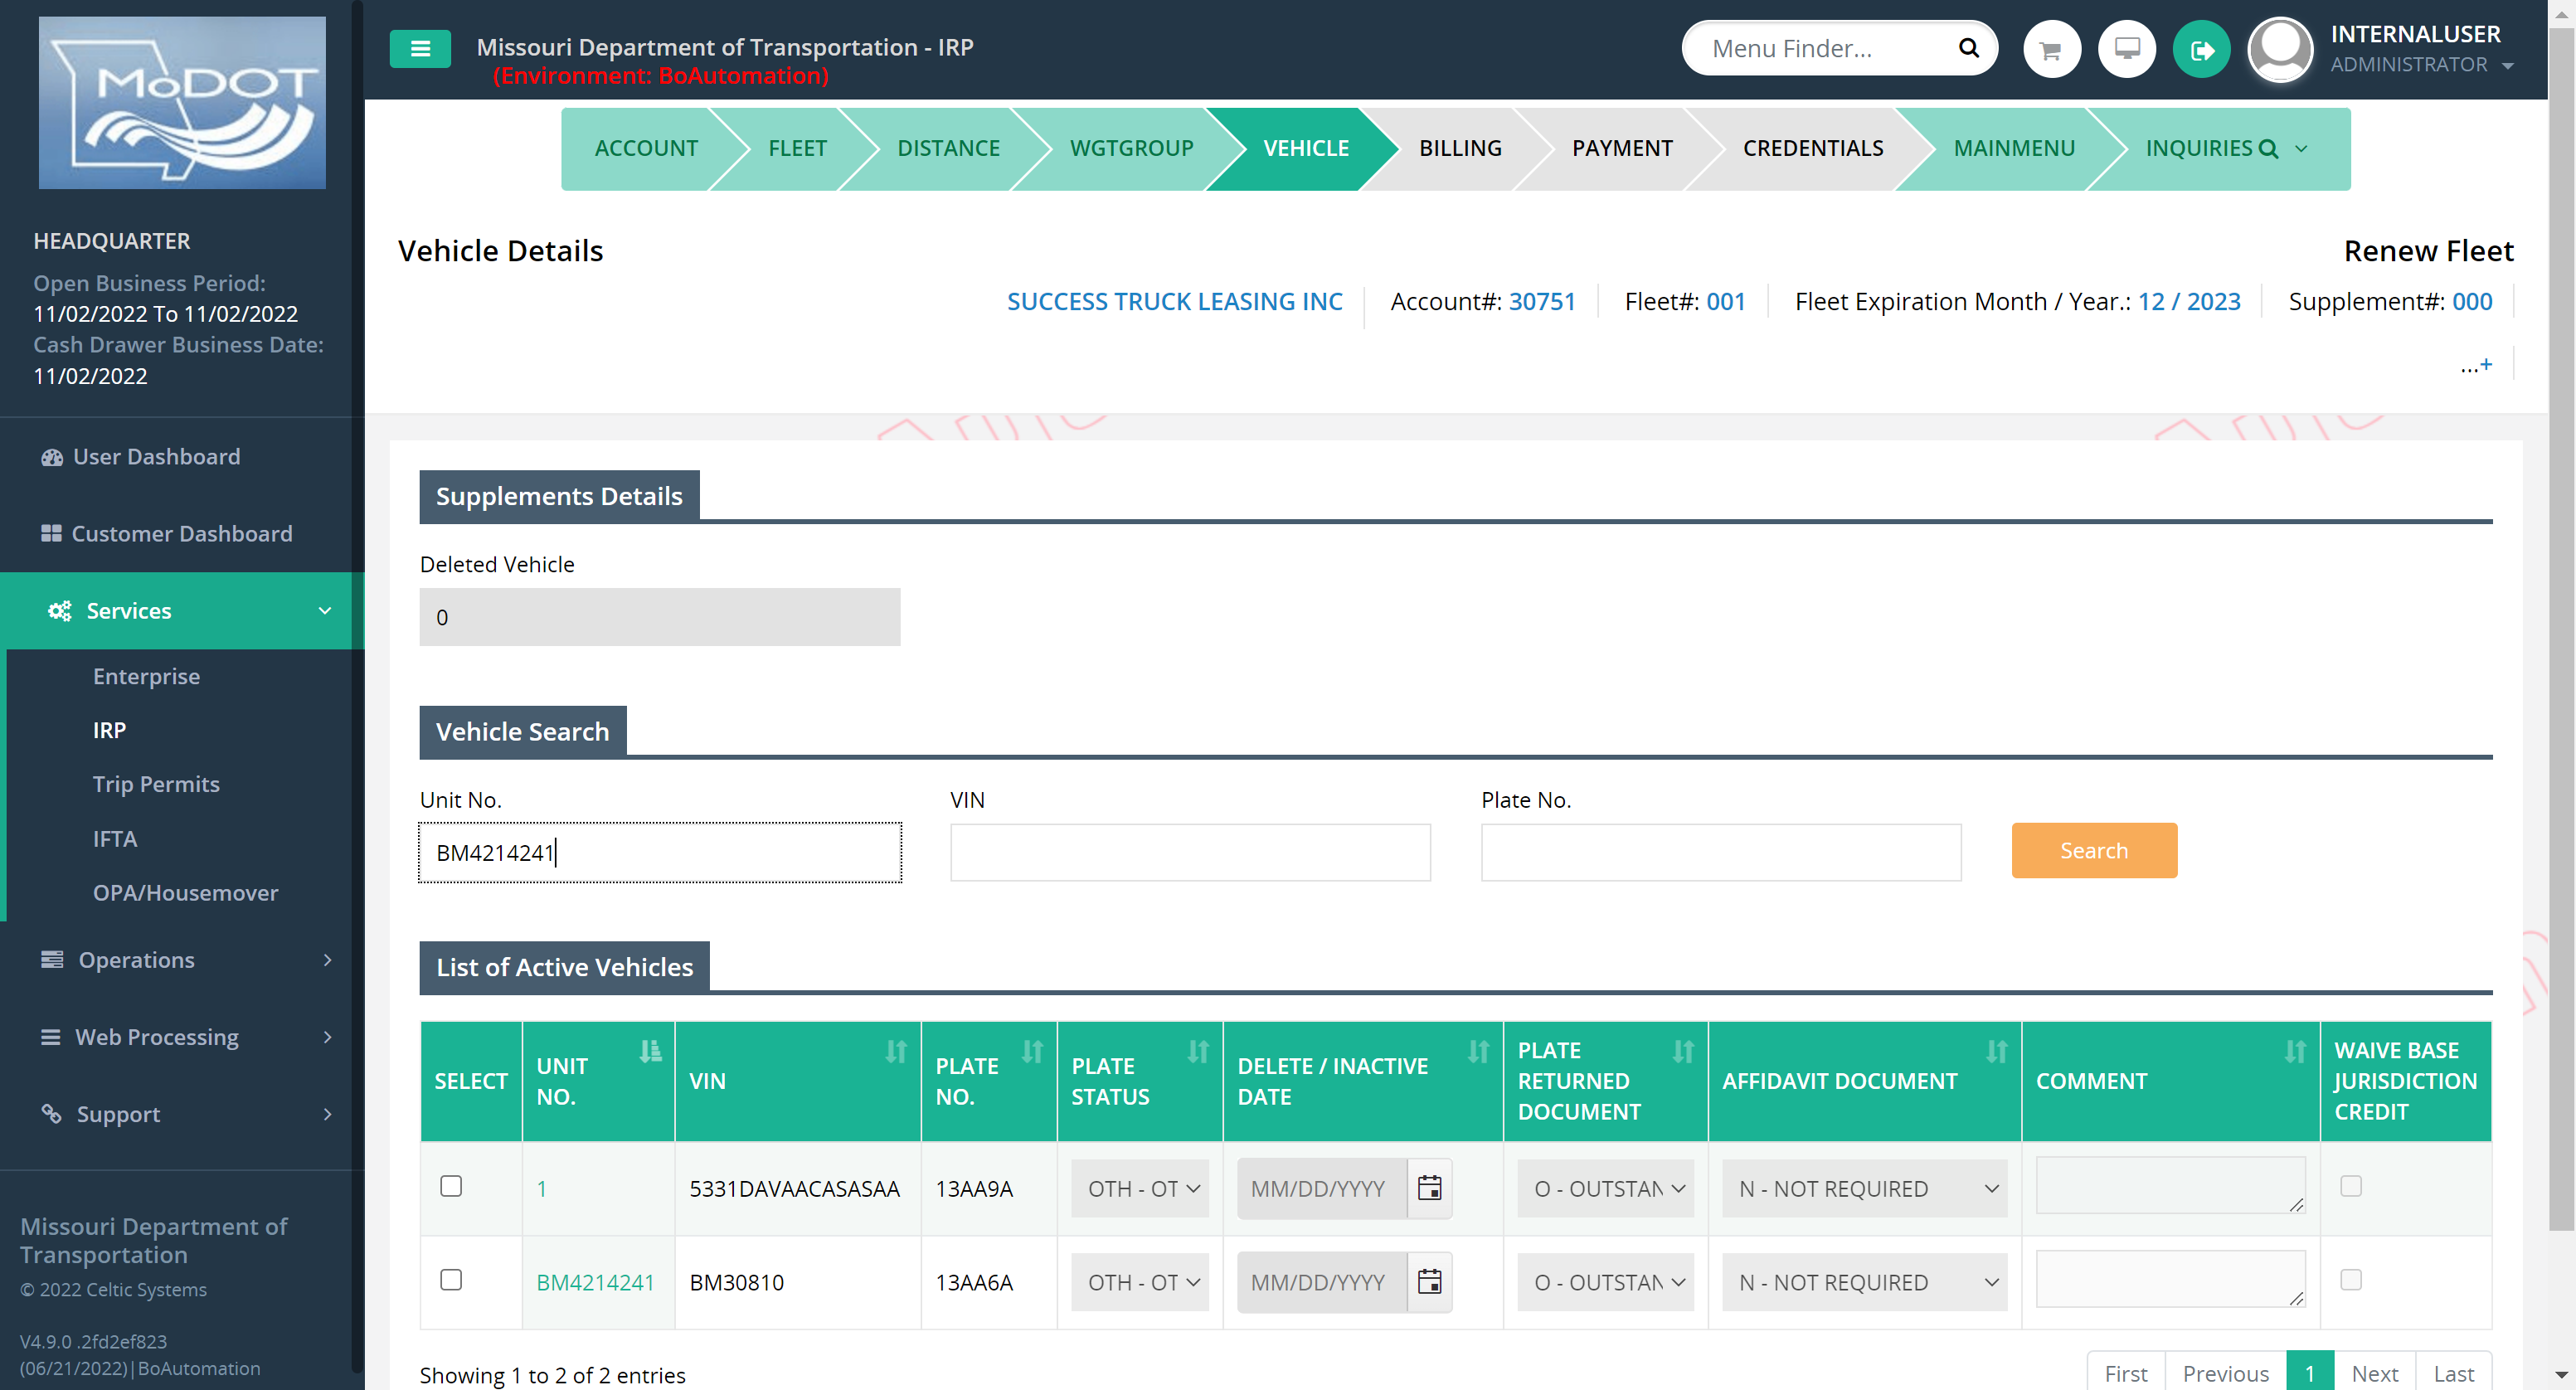 MoDOT
Missouri Department of Transportation - IRP
(Environment: BoAutomation)
Menu Finder...
INTERNALUSER
ADMINISTRATOR
ACCOUNT
FLEET
DISTANCE
WGTGROUP
VEHICLE
BILLING
PAYMENT
CREDENTIALS
MAINMENU
INQUIRIES
HEADQUARTER
Open Business Period:
11/02/2022 To 11/02/2022
Cash Drawer Business Date:
11/02/2022
User Dashboard
Customer Dashboard
Services
Enterprise
IRP
Trip Permits
IFTA
OPA/Housemover
Operations
Web Processing
Support
Missouri Department of
Transportation
© 2022 Celtic Systems
V4.9.0 .2fd2ef823
(06/21/2022)|BoAutomation
Vehicle Details
Renew Fleet
SUCCESS TRUCK LEASING INC Account#: 30751 Fleet#: 001 Fleet Expiration Month / Year.: 12 / 2023 Supplement#: 000
...+
Supplements Details
Deleted Vehicle
0
Vehicle Search
Unit No. VIN Plate No.
BM4214241
Search
List of Active Vehicles
SELECT UNIT NO. VIN PLATE NO. PLATE STATUS DELETE / INACTIVE DATE PLATE RETURNED DOCUMENT AFFIDAVIT DOCUMENT COMMENT WAIVE BASE JURISDICTION CREDIT
1 5331DAVAACASASAA 13AA9A OTH - OT MM/DD/YYYY O - OUTSTAN N - NOT REQUIRED
BM4214241 BM30810 13AA6A OTH - OT MM/DD/YYYY O - OUTSTAN N - NOT REQUIRED
Showing 1 to 2 of 2 entries
First Previous 1 Next Last